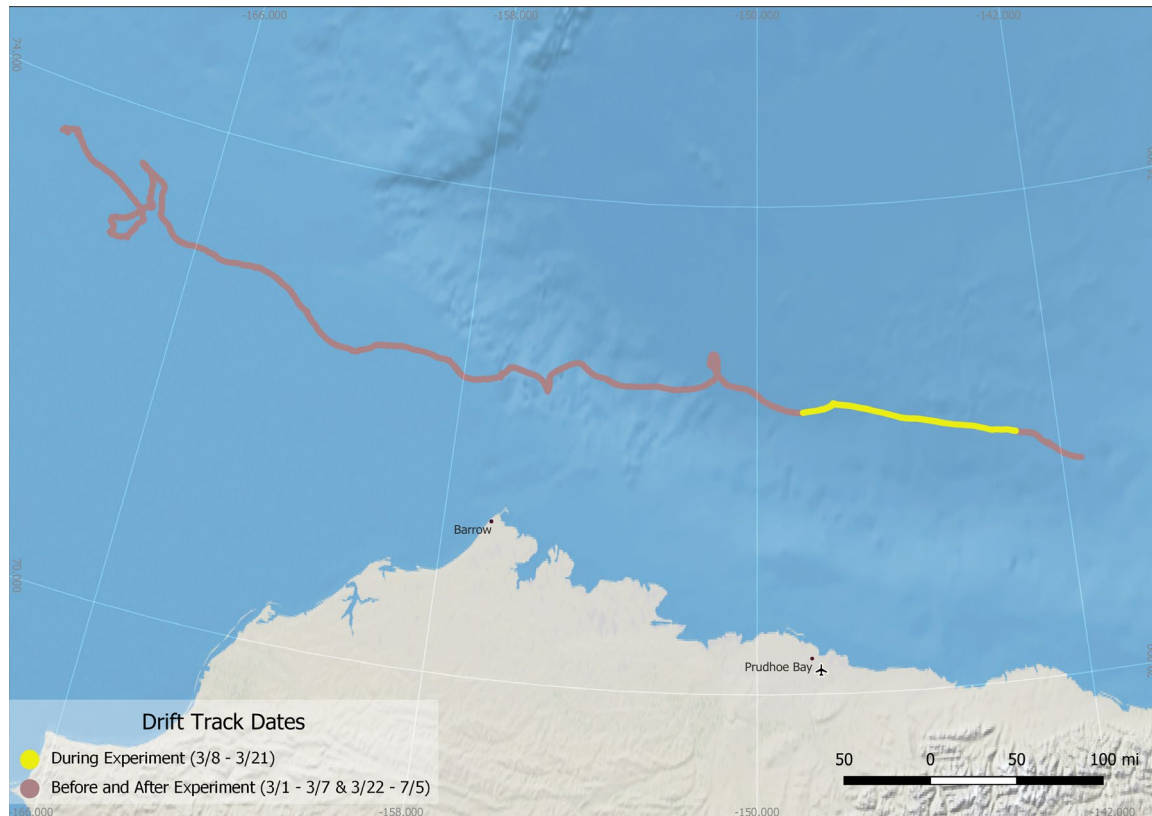 -166.000 -158.000 -150.000 -142.000
74.000
Barrow
70.000
Prudhoe Bay
Drift Track Dates
During Experiment (3/8 - 3/21)
Before and After Experiment (3/1 - 3/7 & 3/22 - 7/5)
50 0 50 100 mi
-166.000 -158.000 -150.000 -142.000